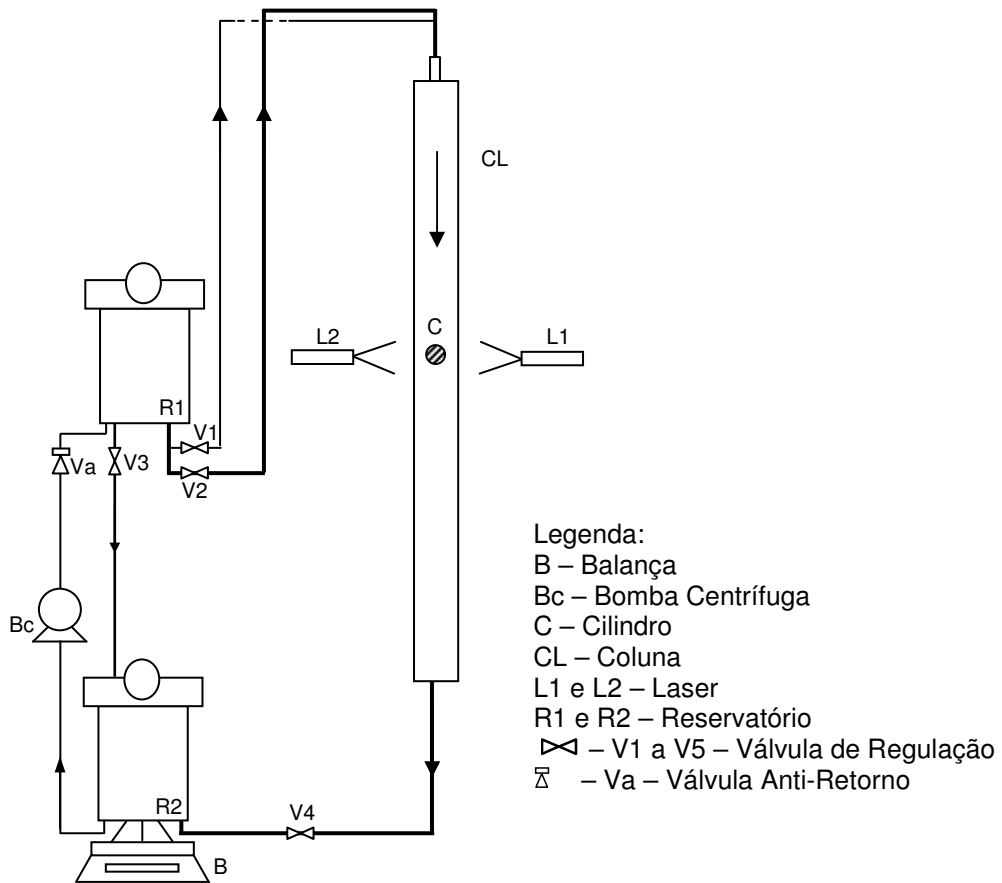 CL
C
L2
L1
R1
V1
Va
V3
V2
Bc
R2
V4
B
Legenda:
B – Balança
Bc – Bomba Centrífuga
C – Cilindro
CL – Coluna
L1 e L2 – Laser
R1 e R2 – Reservatório
– V1 a V5 – Válvula de Regulação
– Va – Válvula Anti-Retorno